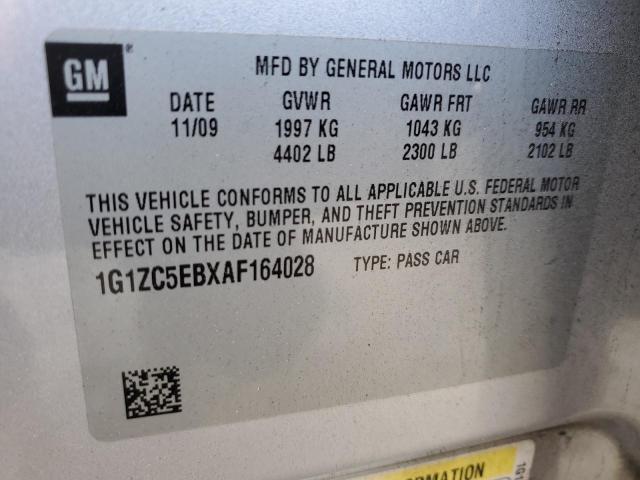 GM
®
MFD BY GENERAL MOTORS LLC
DATE GVWR GAWR FRT GAWR RR
11/09 1997 KG 1043 KG 954 KG
4402 LB 2300 LB 2102 LB
THIS VEHICLE CONFORMS TO ALL APPLICABLE U.S. FEDERAL MOTOR
VEHICLE SAFETY, BUMPER, AND THEFT PREVENTION STANDARDS IN
EFFECT ON THE DATE OF MANUFACTURE SHOWN ABOVE.
1G1ZC5EBXAF164028 TYPE: PASS CAR